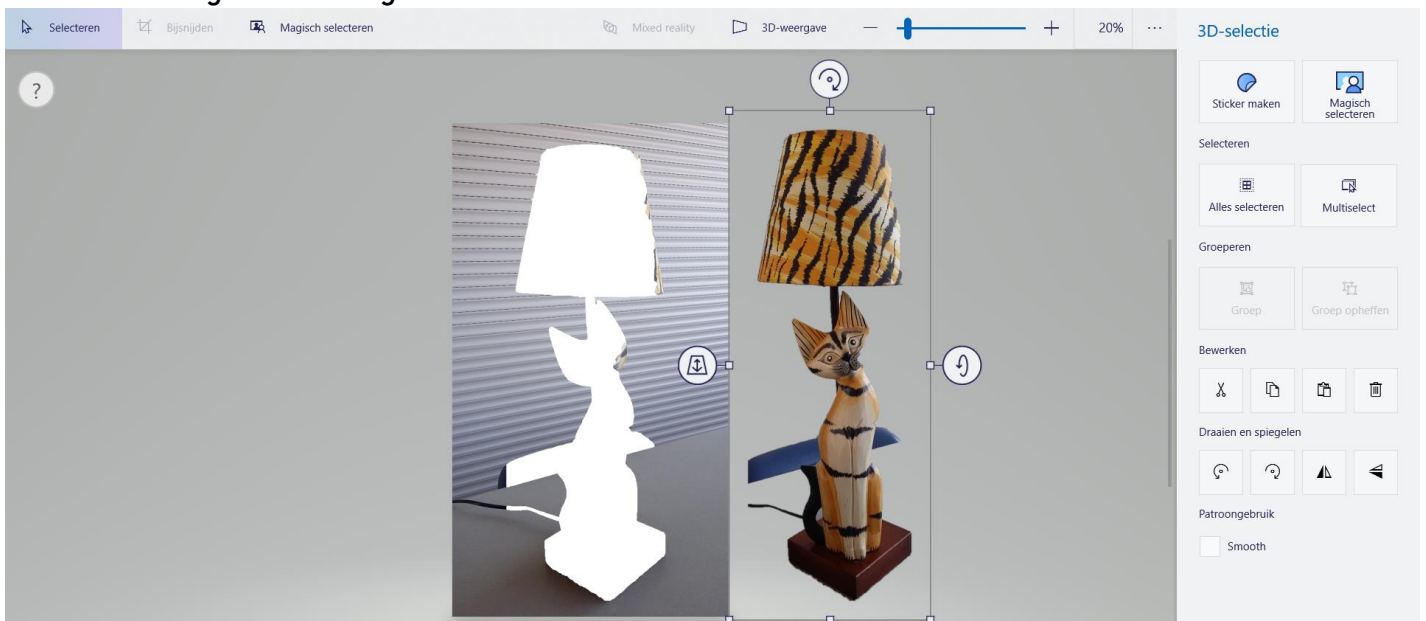 Selecteren Bijsnijden Magisch selecteren Mixed reality 3D-weergave 20% ...
3D-selectie
?
Sticker maken Magisch
selecteren
Selecteren
Alles selecteren Multiselect
Groeperen
Groep Groep opheffen
Bewerken
Draaien en spiegelen
Patroongebruik
Smooth